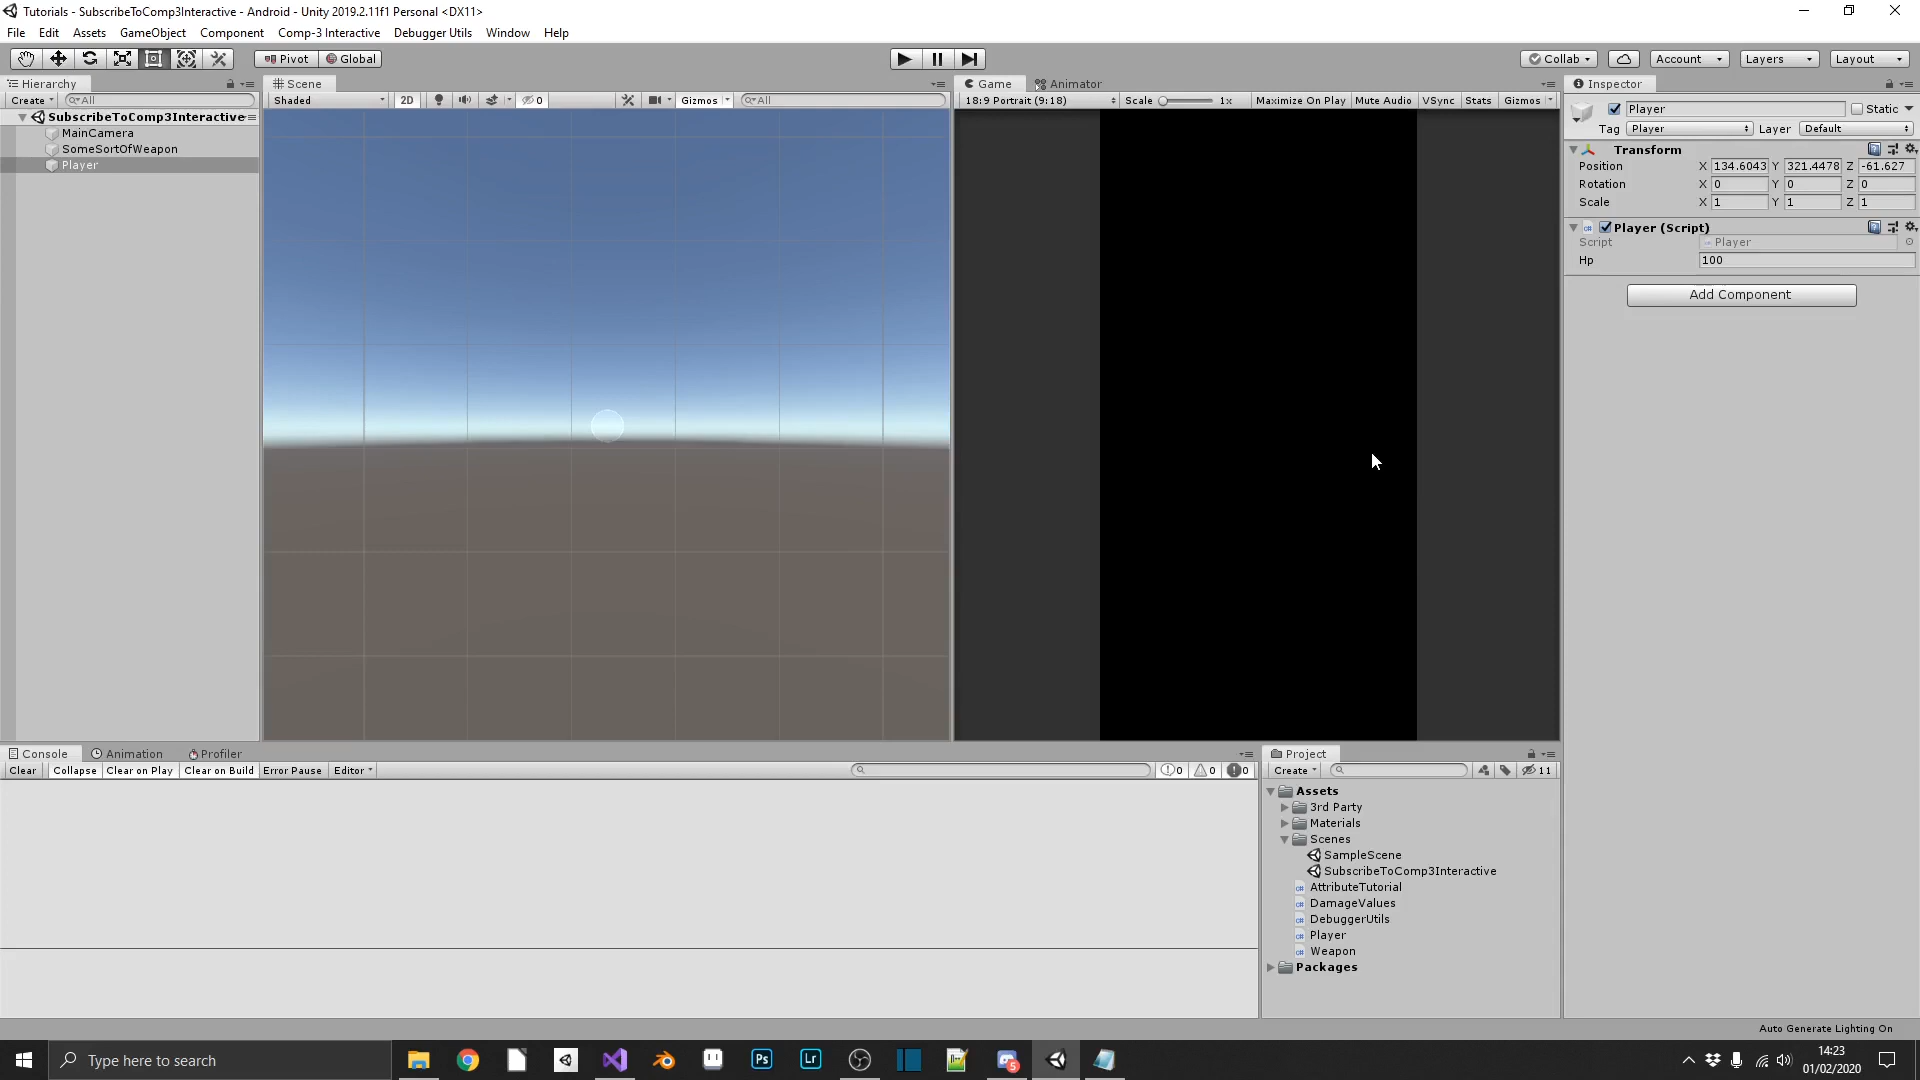 Tutorials - SubscribeToComp3Interactive - Android - Unity 2019.2.11f1 Personal <DX11>
File Edit Assets GameObject Component Comp-3 Interactive Debugger Utils Window Help
Pivot Global Collab Account Layers Layout
Hierarchy
Create All
SubscribeToComp3Interactive
MainCamera
SomeSortOfWeapon
Player
Scene
Shaded 2D 0 Gizmos All
Game Animator
18:9 Portrait (9:18) Scale 1x Maximize On Play Mute Audio VSync Stats Gizmos
Inspector
Player Static
Tag Player Layer Default
Transform
Position X 134.6043 Y 321.4478 Z -61.627
Rotation X 0 Y 0 Z 0
Scale X 1 Y 1 Z 1
Player (Script)
Script Player
Hp 100
Add Component
Console Animation Profiler
Clear Collapse Clear on Play Clear on Build Error Pause Editor 0 0 0
Project
Create 11
Assets
3rd Party
Materials
Scenes
SampleScene
SubscribeToComp3Interactive
AttributeTutorial
DamageValues
DebuggerUtils
Player
Weapon
Packages
Auto Generate Lighting On
Type here to search
Ps
Lr
5
14:23
01/02/2020